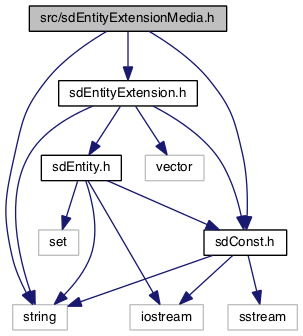 src/sdEntityExtensionMedia.h
sdEntityExtension.h
sdEntity.h
vector
set
sdConst.h
string
iostream
sstream